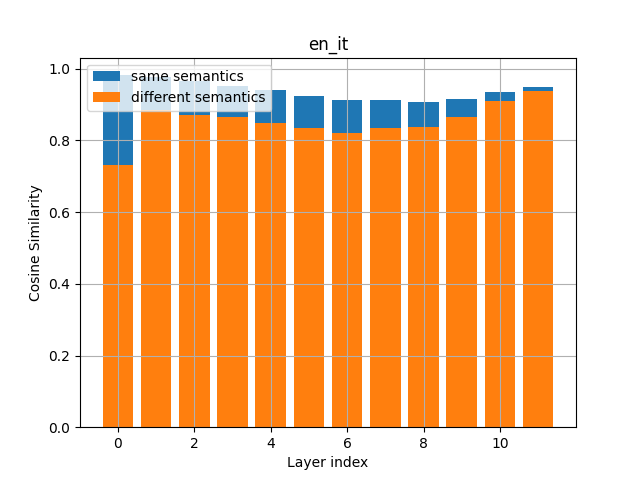 en_it
1.0
0.8
0.6
0.4
0.2
0.0
Cosine Similarity
same semantics
different semantics
0 2 4 6 8 10
Layer index